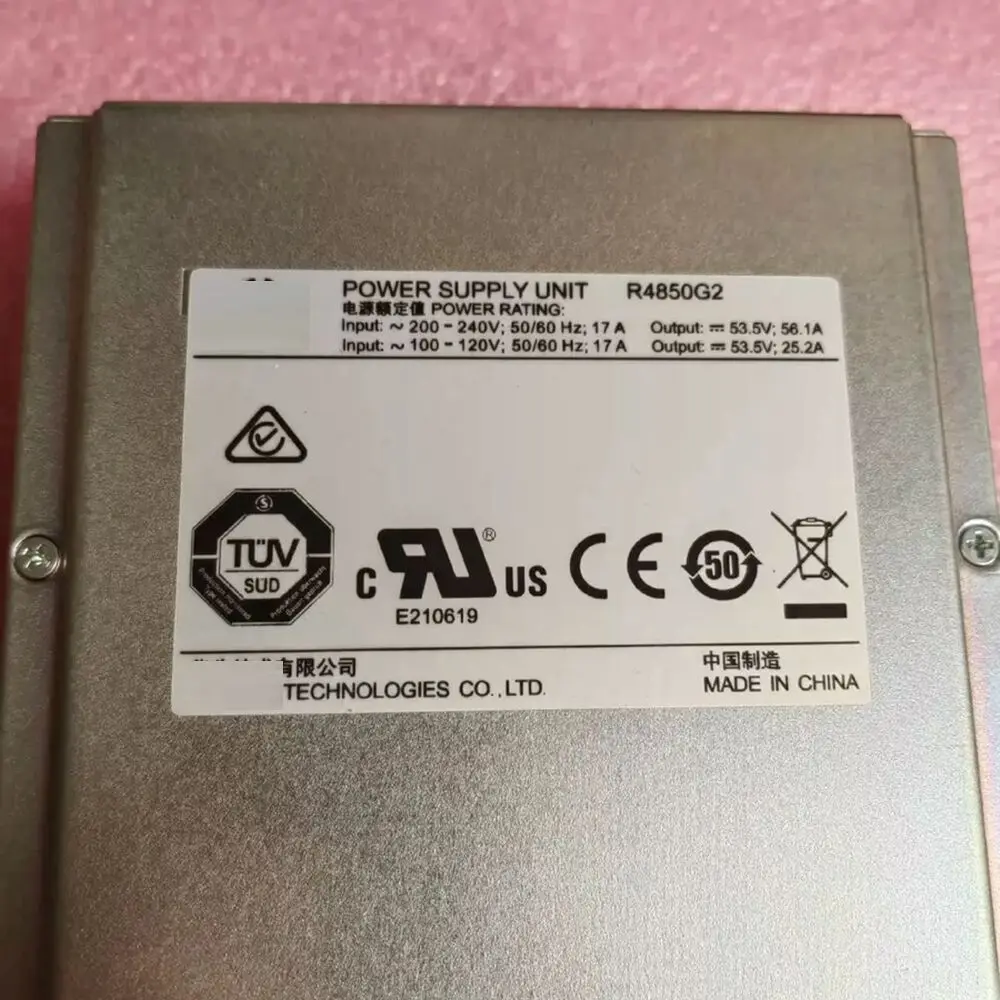 POWER SUPPLY UNIT R4850G2
电源额定值 POWER RATING:
Input: ~ 200 - 240V; 50/60 Hz; 17 A Output: ⎓ 53.5V; 56.1A
Input: ~ 100 - 120V; 50/60 Hz; 17 A Output: ⎓ 53.5V; 25.2A
S
TÜV
SÜD
C RU® US
E210619
CE
50
有限公司
TECHNOLOGIES CO.,LTD.
中国制造
MADE IN CHINA